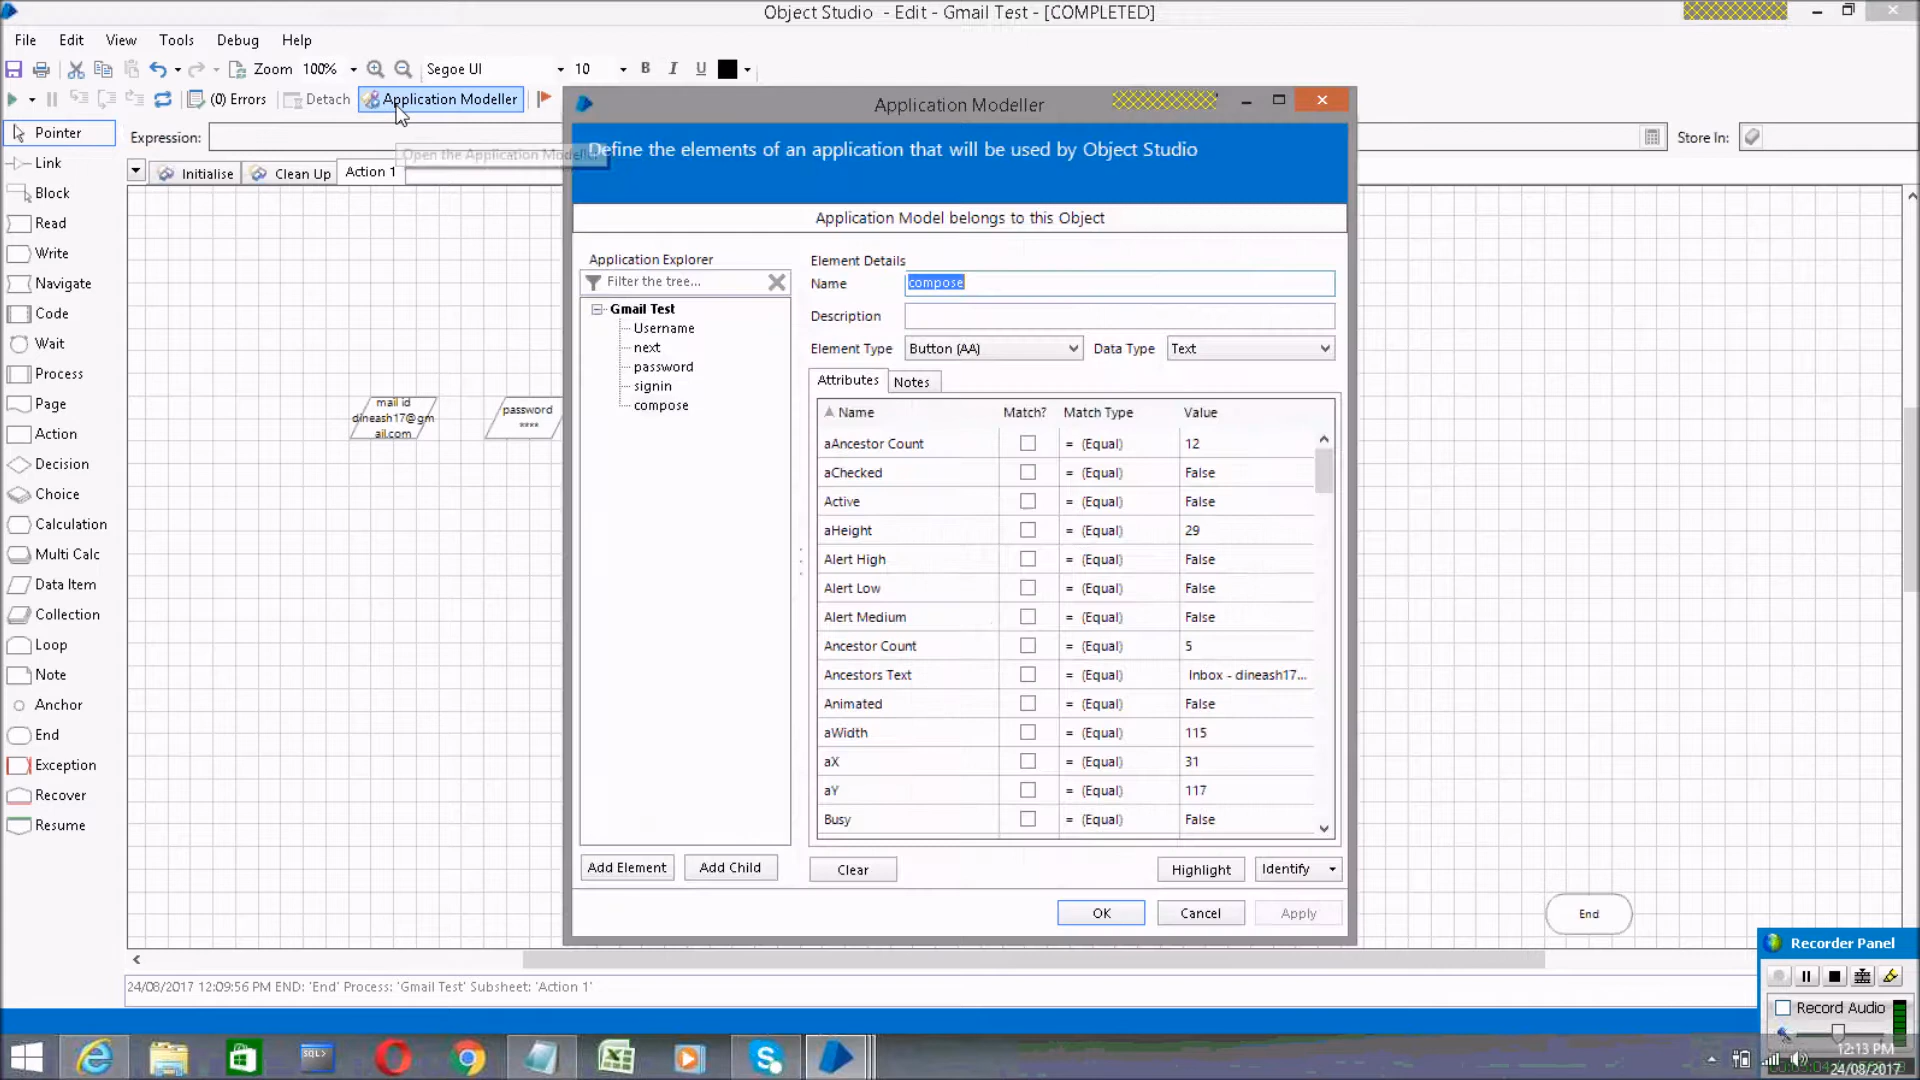 Object Studio - Edit - Gmail Test - [COMPLETED]
File Edit View Tools Debug Help
Zoom 100% Segoe UI 10 B I U
(0) Errors Detach Application Modeller
Expression:
Store In:
Open the Application Modeller
Initialise Clean Up Action 1
Pointer
Link
Block
Read
Write
Navigate
Code
Wait
Process
Page
Action
Decision
Choice
Calculation
Multi Calc
Data Item
Collection
Loop
Note
Anchor
End
Exception
Recover
Resume
mail id
dineash17@gm
ail.com
password
****
Application Modeller
Define the elements of an application that will be used by Object Studio
Application Model belongs to this Object
Application Explorer
Filter the tree...
Gmail Test
Username
next
password
signin
compose
Add Element Add Child
Element Details
Name compose
Description
Element Type Button (AA) Data Type Text
Attributes Notes
Name Match? Match Type Value
aAncestor Count = (Equal) 12
aChecked = (Equal) False
Active = (Equal) False
aHeight = (Equal) 29
Alert High = (Equal) False
Alert Low = (Equal) False
Alert Medium = (Equal) False
Ancestor Count = (Equal) 5
Ancestors Text = (Equal) Inbox - dineash17...
Animated = (Equal) False
aWidth = (Equal) 115
aX = (Equal) 31
aY = (Equal) 117
Busy = (Equal) False
Clear Highlight Identify
OK Cancel Apply
End
24/08/2017 12:09:56 PM END: 'End' Process: 'Gmail Test' Subsheet: 'Action 1'
Recorder Panel
Record Audio
SQL>
12:13 PM
24/08/2017